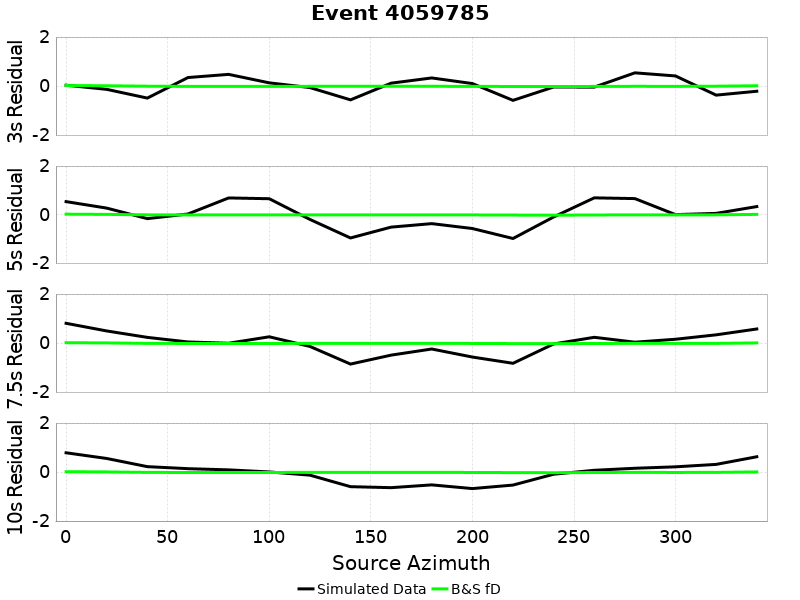 Event 4059785
3s Residual
2
0
-2
5s Residual
2
0
-2
7.5s Residual
2
0
-2
10s Residual
2
0
-2
0 50 100 150 200 250 300
Source Azimuth
Simulated Data B&S fD